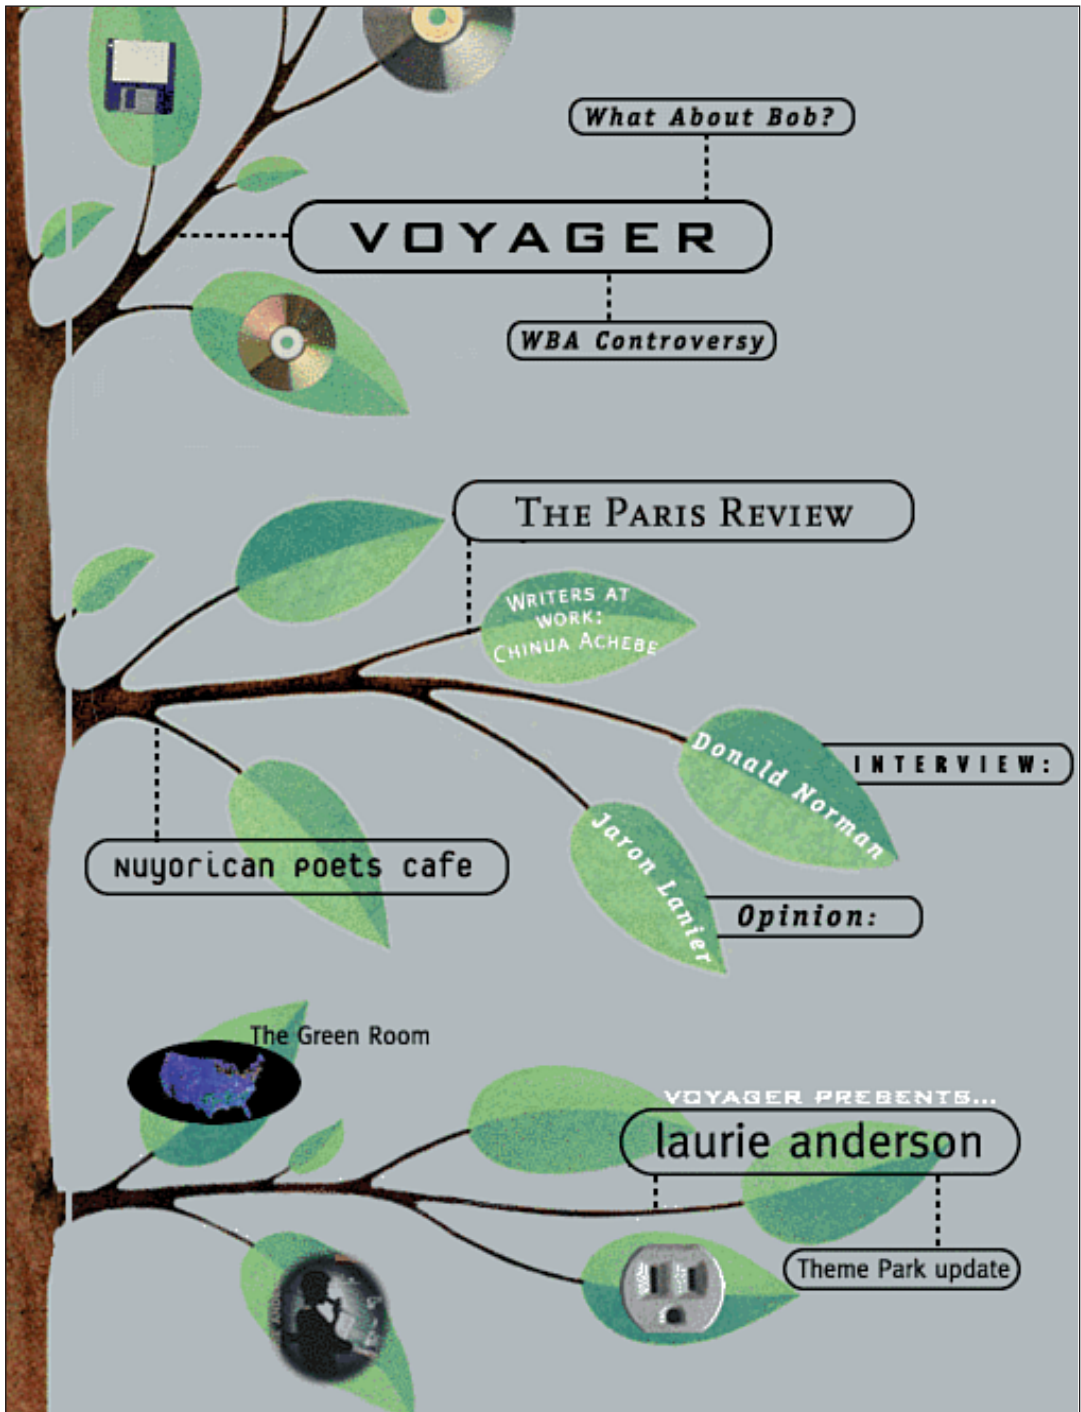 What About Bob?
VOYAGER
WBA Controversy
THE PARIS REVIEW
WRITERS AT
WORK:
CHINUA ACHEBE
Donald Norman
INTERVIEW:
Jaron Lanier
Opinion:
Nuyorican Poets cafe
The Green Room
VOYAGER PRESENTS...
laurie anderson
Theme Park update